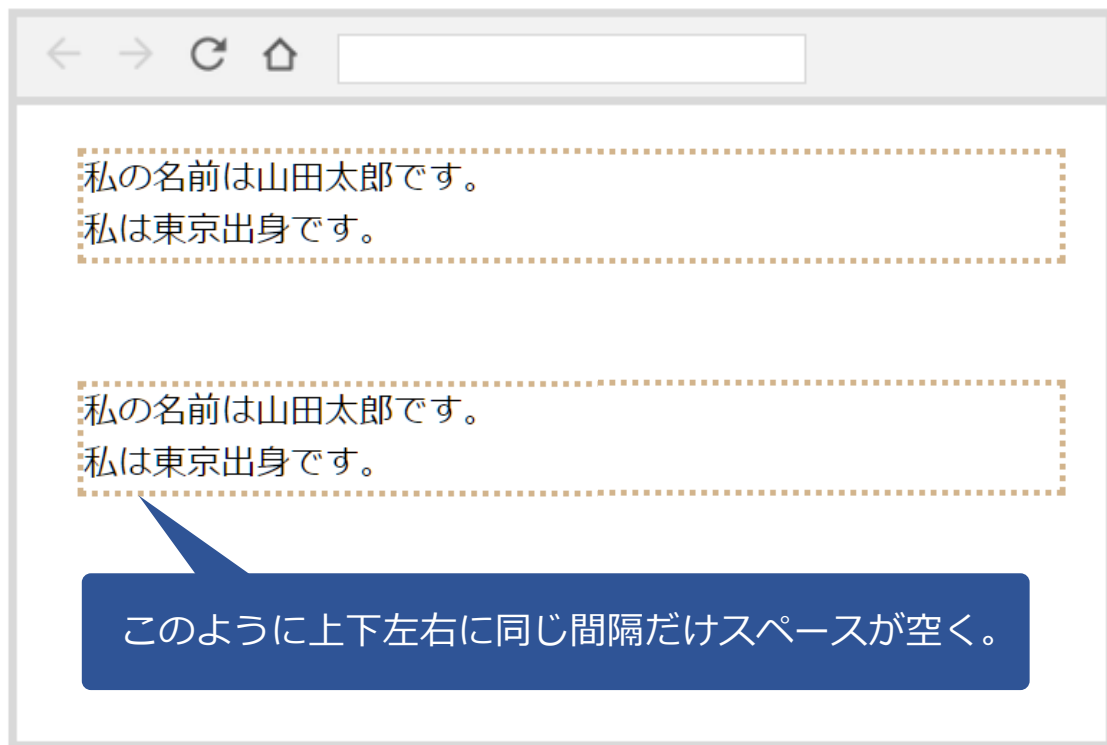 私の名前は山田太郎です。
私は東京出身です。
私の名前は山田太郎です。
私は東京出身です。
このように上下左右に同じ間隔だけスペースが空く。